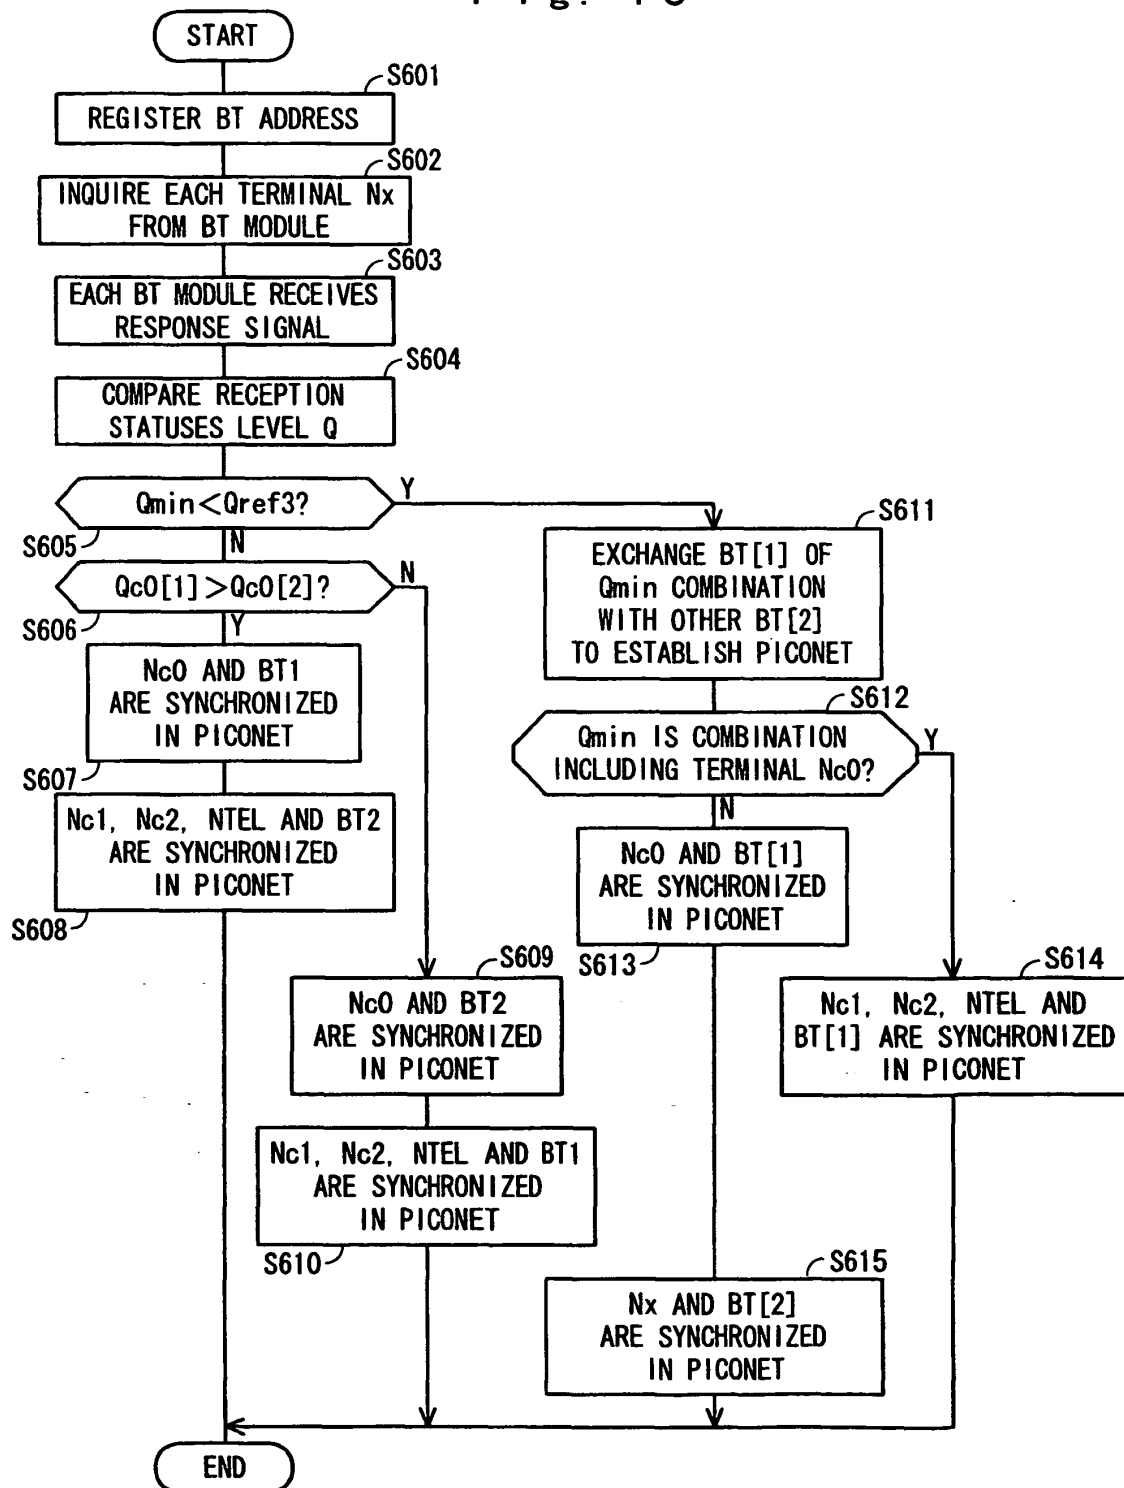 START
S601
REGISTER BT ADDRESS
S602
INQUIRE EACH TERMINAL Nx
FROM BT MODULE
S603
EACH BT MODULE RECEIVES
RESPONSE SIGNAL
S604
COMPARE RECEPTION
STATUSES LEVEL Q
Qmin<Qref3?
Y
S605
N
Qc0[1]>Qc0[2]?
N
S606
Y
Nc0 AND BT1
ARE SYNCHRONIZED
IN PICONET
S607
Nc1, Nc2, NTEL AND BT2
ARE SYNCHRONIZED
IN PICONET
S608
S609
Nc0 AND BT2
ARE SYNCHRONIZED
IN PICONET
Nc1, Nc2, NTEL AND BT1
ARE SYNCHRONIZED
IN PICONET
S610
S611
EXCHANGE BT[1] OF
Qmin COMBINATION
WITH OTHER BT[2]
TO ESTABLISH PICONET
S612
Qmin IS COMBINATION
INCLUDING TERMINAL Nc0?
Y
N
Nc0 AND BT[1]
ARE SYNCHRONIZED
IN PICONET
S613
S614
Nc1, Nc2, NTEL AND
BT[1] ARE SYNCHRONIZED
IN PICONET
S615
Nx AND BT[2]
ARE SYNCHRONIZED
IN PICONET
END